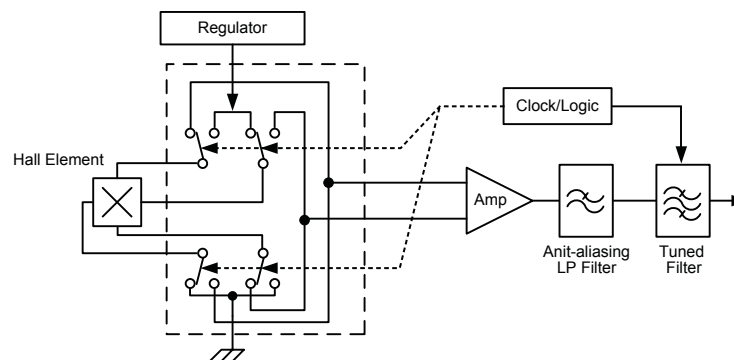 Regulator
Clock/Logic
Hall Element
Amp
Anit-aliasing
LP Filter
Tuned
Filter